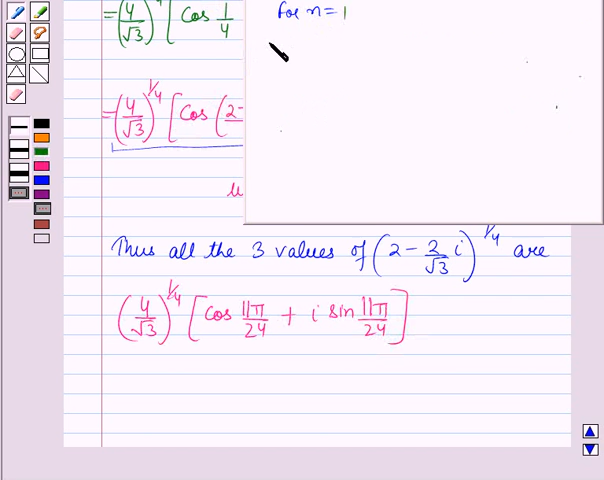 = (4/√3)^1/4 [ Cos 1/4
For n = 1
= (4/√3)^1/4 [ Cos (2-
Thus all the 3 values of (2 - 2/√3 i)^1/4 are
(4/√3)^1/4 [ Cos 11π/24 + i sin 11π/24 ]